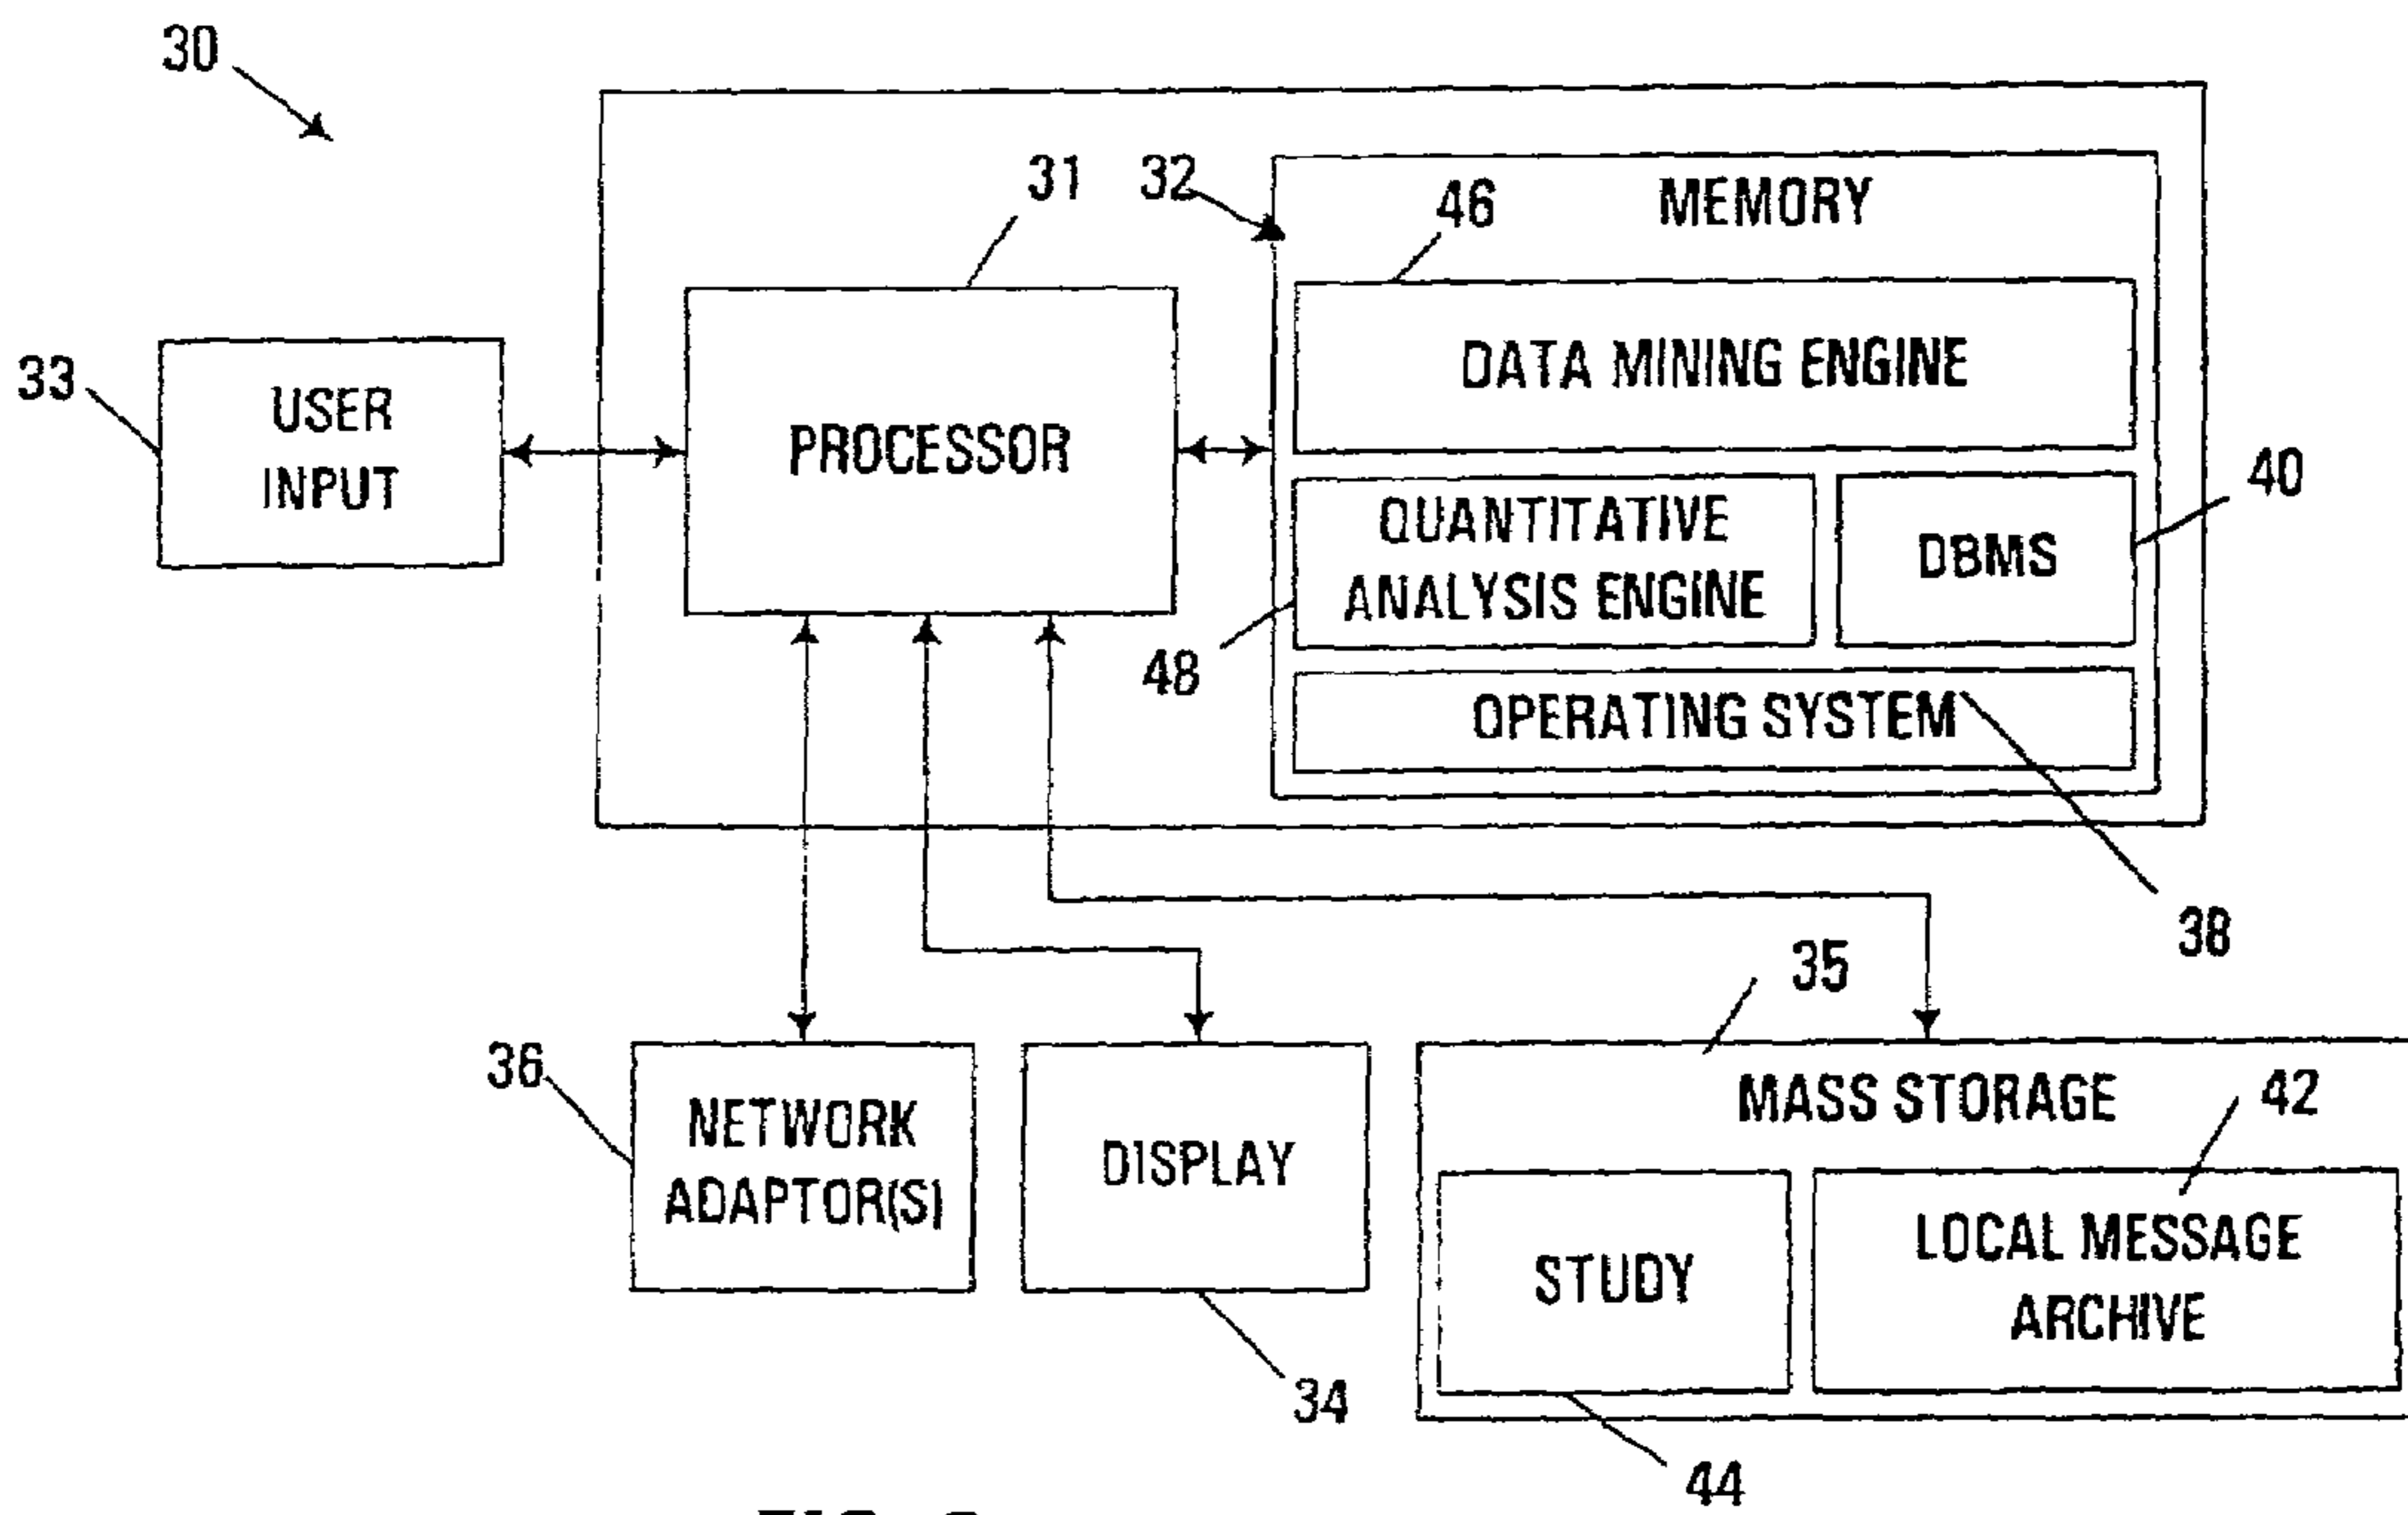 30
31
32
46
MEMORY
33
USER
INPUT
PROCESSOR
DATA MINING ENGINE
40
QUANTITATIVE
ANALYSIS ENGINE
DBMS
48
OPERATING SYSTEM
38
35
36
NETWORK
ADAPTOR(S)
DISPLAY
34
MASS STORAGE
42
STUDY
LOCAL MESSAGE
ARCHIVE
44